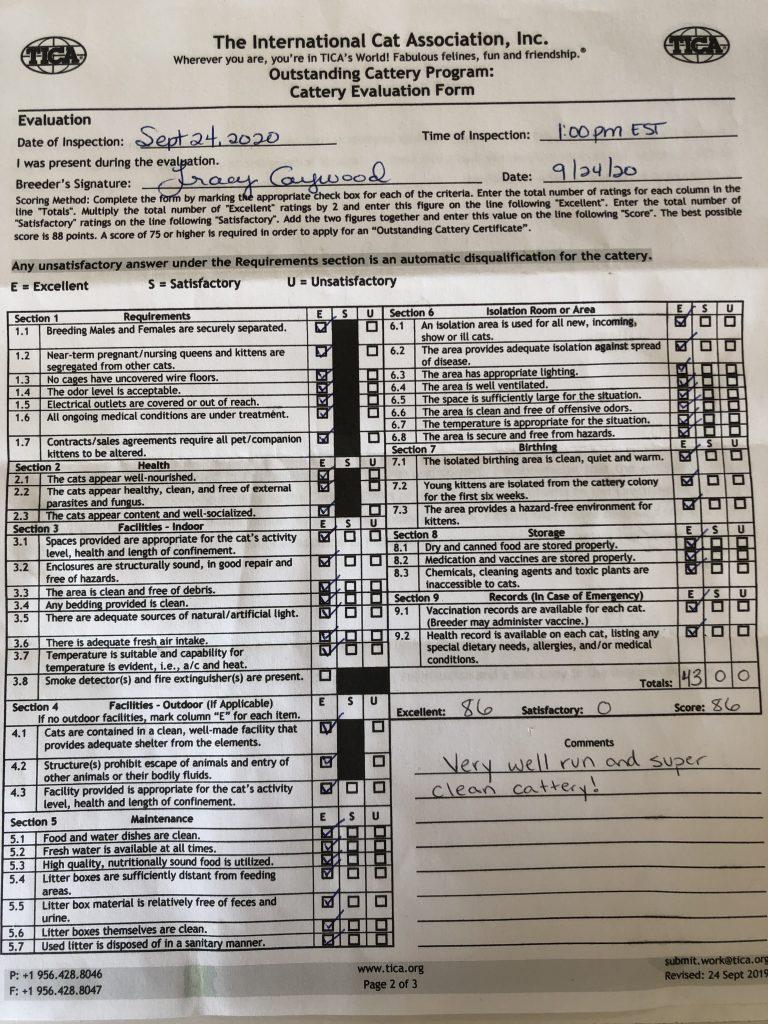 TICA
The International Cat Association, Inc.
TICA
Wherever you are, you're in TICA's World! Fabulous felines, fun and friendship.®
Outstanding Cattery Program:
Cattery Evaluation Form
Evaluation
Date of Inspection: Sept 24, 2020 Time of Inspection: 1:00 pm EST
I was present during the evaluation.
Breeder's Signature: Tracy Caywood Date: 9/24/20
Scoring Method: Complete the form by marking the appropriate check box for each of the criteria. Enter the total number of ratings for each column in the
line "Totals". Multiply the total number of "Excellent" ratings by 2 and enter this figure on the line following "Excellent". Enter the total number of
"Satisfactory" ratings on the line following "Satisfactory". Add the two figures together and enter this value on the line following "Score". The best possible
score is 88 points. A score of 75 or higher is required in order to apply for an "Outstanding Cattery Certificate".
Any unsatisfactory answer under the Requirements section is an automatic disqualification for the cattery.
E = Excellent S = Satisfactory U = Unsatisfactory
Section 1 Requirements E S U
1.1 Breeding Males and Females are securely separated.
1.2 Near-term pregnant/nursing queens and kittens are
segregated from other cats.
1.3 No cages have uncovered wire floors.
1.4 The odor level is acceptable.
1.5 Electrical outlets are covered or out of reach.
1.6 All ongoing medical conditions are under treatment.
1.7 Contracts/sales agreements require all pet/companion
kittens to be altered.
Section 2 Health E S U
2.1 The cats appear well-nourished.
2.2 The cats appear healthy, clean, and free of external
parasites and fungus.
2.3 The cats appear content and well-socialized.
Section 3 Facilities - Indoor E S U
3.1 Spaces provided are appropriate for the cat's activity
level, health and length of confinement.
3.2 Enclosures are structurally sound, in good repair and
free of hazards.
3.3 The area is clean and free of debris.
3.4 Any bedding provided is clean.
3.5 There are adequate sources of natural/artificial light.
3.6 There is adequate fresh air intake.
3.7 Temperature is suitable and capability for
temperature is evident, i.e., a/c and heat.
3.8 Smoke detector(s) and fire extinguisher(s) are present.
Section 4 Facilities - Outdoor (If Applicable) E S U
If no outdoor facilities, mark column "E" for each item.
4.1 Cats are contained in a clean, well-made facility that
provides adequate shelter from the elements.
4.2 Structure(s) prohibit escape of animals and entry of
other animals or their bodily fluids.
4.3 Facility provided is appropriate for the cat's activity
level, health and length of confinement.
Section 5 Maintenance E S U
5.1 Food and water dishes are clean.
5.2 Fresh water is available at all times.
5.3 High quality, nutritionally sound food is utilized.
5.4 Litter boxes are sufficiently distant from feeding
areas.
5.5 Litter box material is relatively free of feces and
urine.
5.6 Litter boxes themselves are clean.
5.7 Used litter is disposed of in a sanitary manner.
Section 6 Isolation Room or Area E S U
6.1 An isolation area is used for all new, incoming,
show or ill cats.
6.2 The area provides adequate isolation against spread
of disease.
6.3 The area has appropriate lighting.
6.4 The area is well ventilated.
6.5 The space is sufficiently large for the situation.
6.6 The area is clean and free of offensive odors.
6.7 The temperature is appropriate for the situation.
6.8 The area is secure and free from hazards.
Section 7 Birthing E S U
7.1 The isolated birthing area is clean, quiet and warm.
7.2 Young kittens are isolated from the cattery colony
for the first six weeks.
7.3 The area provides a hazard-free environment for
kittens.
Section 8 Storage E S U
8.1 Dry and canned food are stored properly.
8.2 Medication and vaccines are stored properly.
8.3 Chemicals, cleaning agents and toxic plants are
inaccessible to cats.
Section 9 Records (In Case of Emergency) E S U
9.1 Vaccination records are available for each cat.
(Breeder may administer vaccine.)
9.2 Health record is available on each cat, listing any
special dietary needs, allergies, and/or medical
conditions.
Totals: 43 0 0
Excellent: 86 Satisfactory: 0 Score: 86
Comments
Very well run and super
clean cattery!
P: +1 956.428.8046
F: +1 956.428.8047
www.tica.org
Page 2 of 3
submit.work@tica.org
Revised: 24 Sept 2019